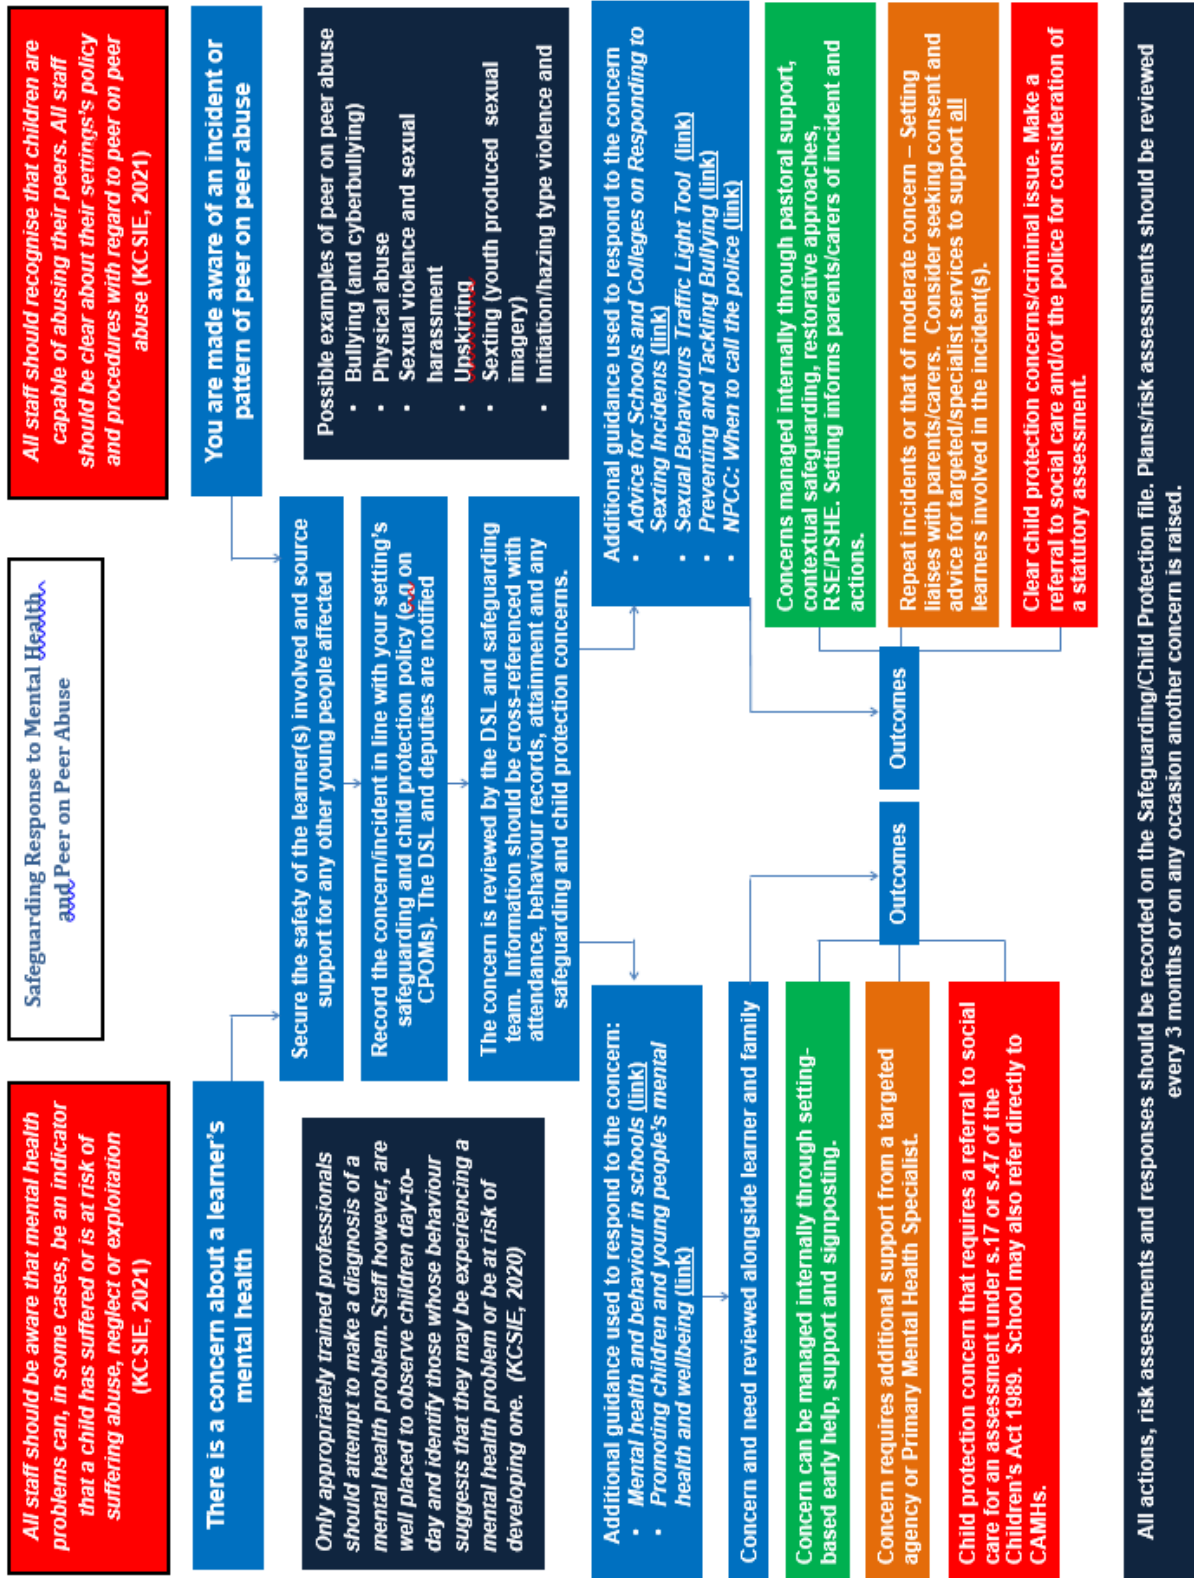 All staff should be aware that mental health
problems can, in some cases, be an indicator
that a child has suffered or is at risk of
suffering abuse, neglect or exploitation
(KCSIE, 2021)
Safeguarding Response to Mental Health
and Peer on Peer Abuse
All staff should recognise that children are
capable of abusing their peers. All staff
should be clear about their settings's policy
and procedures with regard to peer on peer
abuse (KCSIE, 2021)
There is a concern about a learner's
mental health
You are made aware of an incident or
pattern of peer on peer abuse
Secure the safety of the learner(s) involved and source
support for any other young people affected
Record the concern/incident in line with your setting's
safeguarding and child protection policy (e.g on
CPOMs). The DSL and deputies are notified
The concern is reviewed by the DSL and safeguarding
team. Information should be cross-referenced with
attendance, behaviour records, attainment and any
safeguarding and child protection concerns.
Only appropriately trained professionals
should attempt to make a diagnosis of a
mental health problem. Staff however, are
well placed to observe children day-to-
day and identify those whose behaviour
suggests that they may be experiencing a
mental health problem or be at risk of
developing one. (KCSIE, 2020)
Possible examples of peer on peer abuse
• Bullying (and cyberbullying)
• Physical abuse
• Sexual violence and sexual
harassment
• Upskirting
• Sexting (youth produced sexual
imagery)
• Initiation/hazing type violence and
Additional guidance used to respond to the concern:
• Mental health and behaviour in schools (link)
• Promoting children and young people's mental
health and wellbeing (link)
Concern and need reviewed alongside learner and family
Additional guidance used to respond to the concern
• Advice for Schools and Colleges on Responding to
Sexting Incidents (link)
• Sexual Behaviours Traffic Light Tool (link)
• Preventing and Tackling Bullying (link)
• NPCC: When to call the police (link)
Outcomes
Outcomes
Concern can be managed internally through setting-
based early help, support and signposting.
Concern requires additional support from a targeted
agency or Primary Mental Health Specialist.
Child protection concern that requires a referral to social
care for an assessment under s.17 or s.47 of the
Children's Act 1989. School may also refer directly to
CAMHs.
Concerns managed internally through pastoral support,
contextual safeguarding, restorative approaches,
RSE/PSHE. Setting informs parents/carers of incident and
actions.
Repeat incidents or that of moderate concern – Setting
liaises with parents/carers. Consider seeking consent and
advice for targeted/specialist services to support all
learners involved in the incident(s).
Clear child protection concerns/criminal issue. Make a
referral to social care and/or the police for consideration of
a statutory assessment.
All actions, risk assessments and responses should be recorded on the Safeguarding/Child Protection file. Plans/risk assessments should be reviewed
every 3 months or on any occasion another concern is raised.